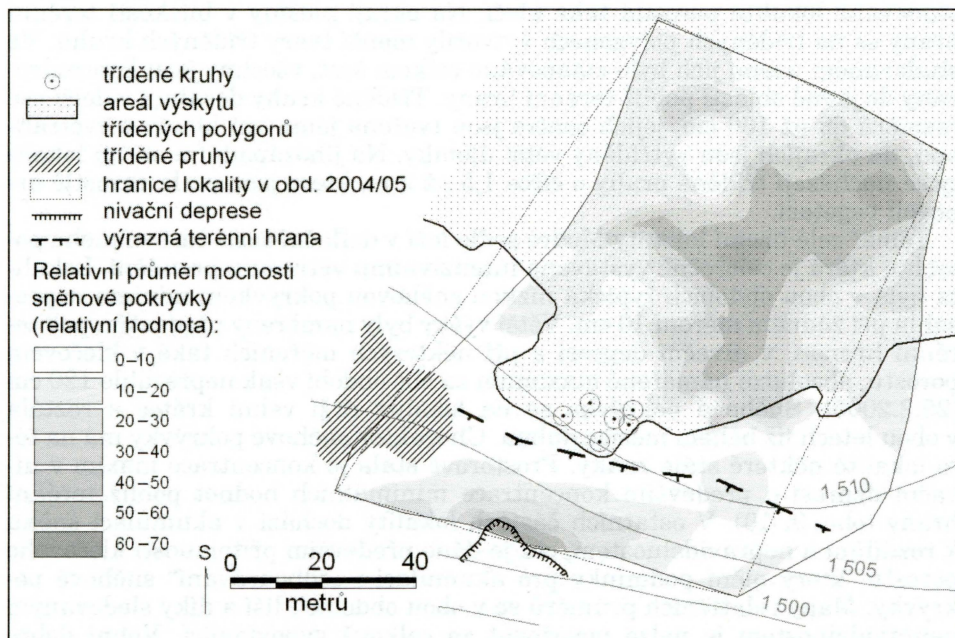 tříděné kruhy
areál výskytu
tříděných polygonů
tříděné pruhy
hranice lokality v obd. 2004/05
nivační deprese
výrazná terénní hrana
Relativní průměr mocnosti
sněhové pokrývky
(relativní hodnota):
0–10
10–20
20–30
30–40
40–50
50–60
60–70
S
0 20 40
metrů
1 510
1 505
1 500